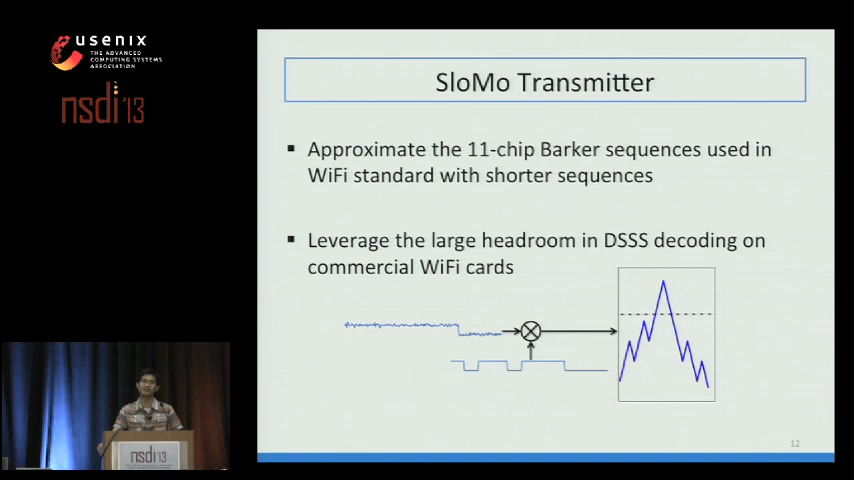 usenix
THE ADVANCED
COMPUTING SYSTEMS
ASSOCIATION
nsdi'13
SloMo Transmitter
▪ Approximate the 11-chip Barker sequences used in
WiFi standard with shorter sequences
▪ Leverage the large headroom in DSSS decoding on
commercial WiFi cards
12
nsdi'13